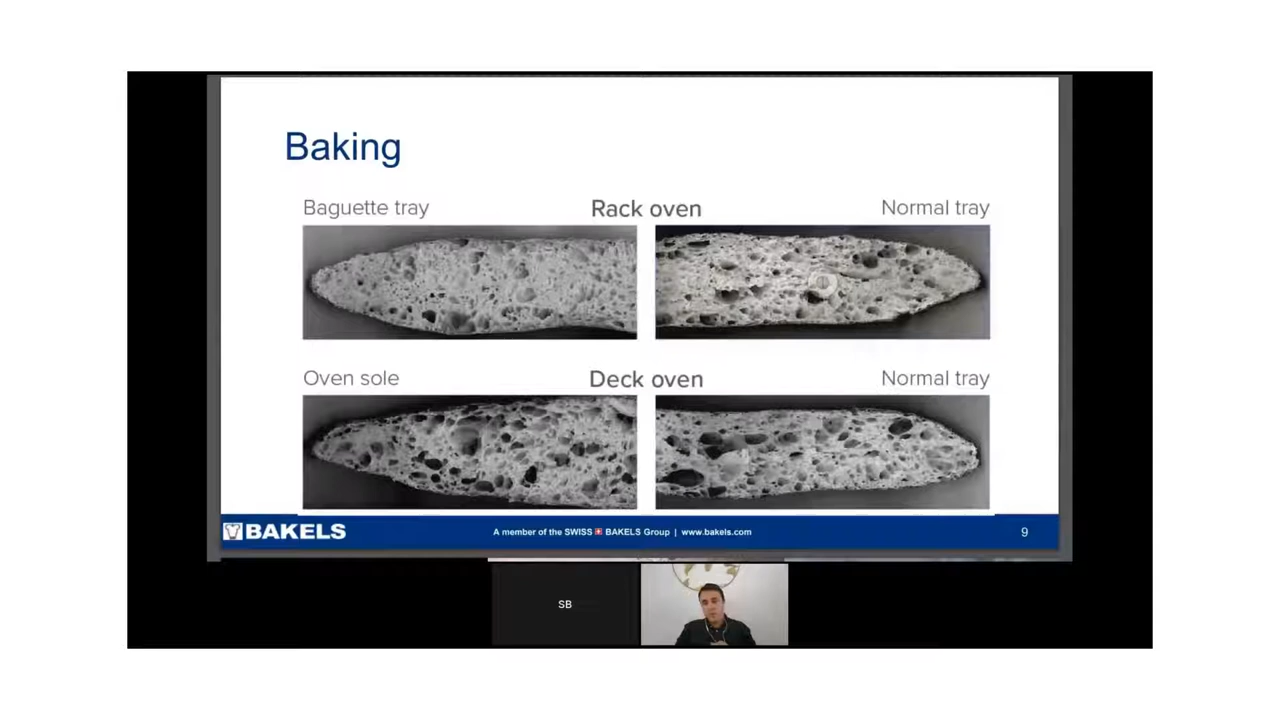 Baking
Baguette tray
Rack oven
Normal tray
Oven sole
Deck oven
Normal tray
BAKELS
A member of the SWISS BAKELS Group | www.bakels.com
9
SB